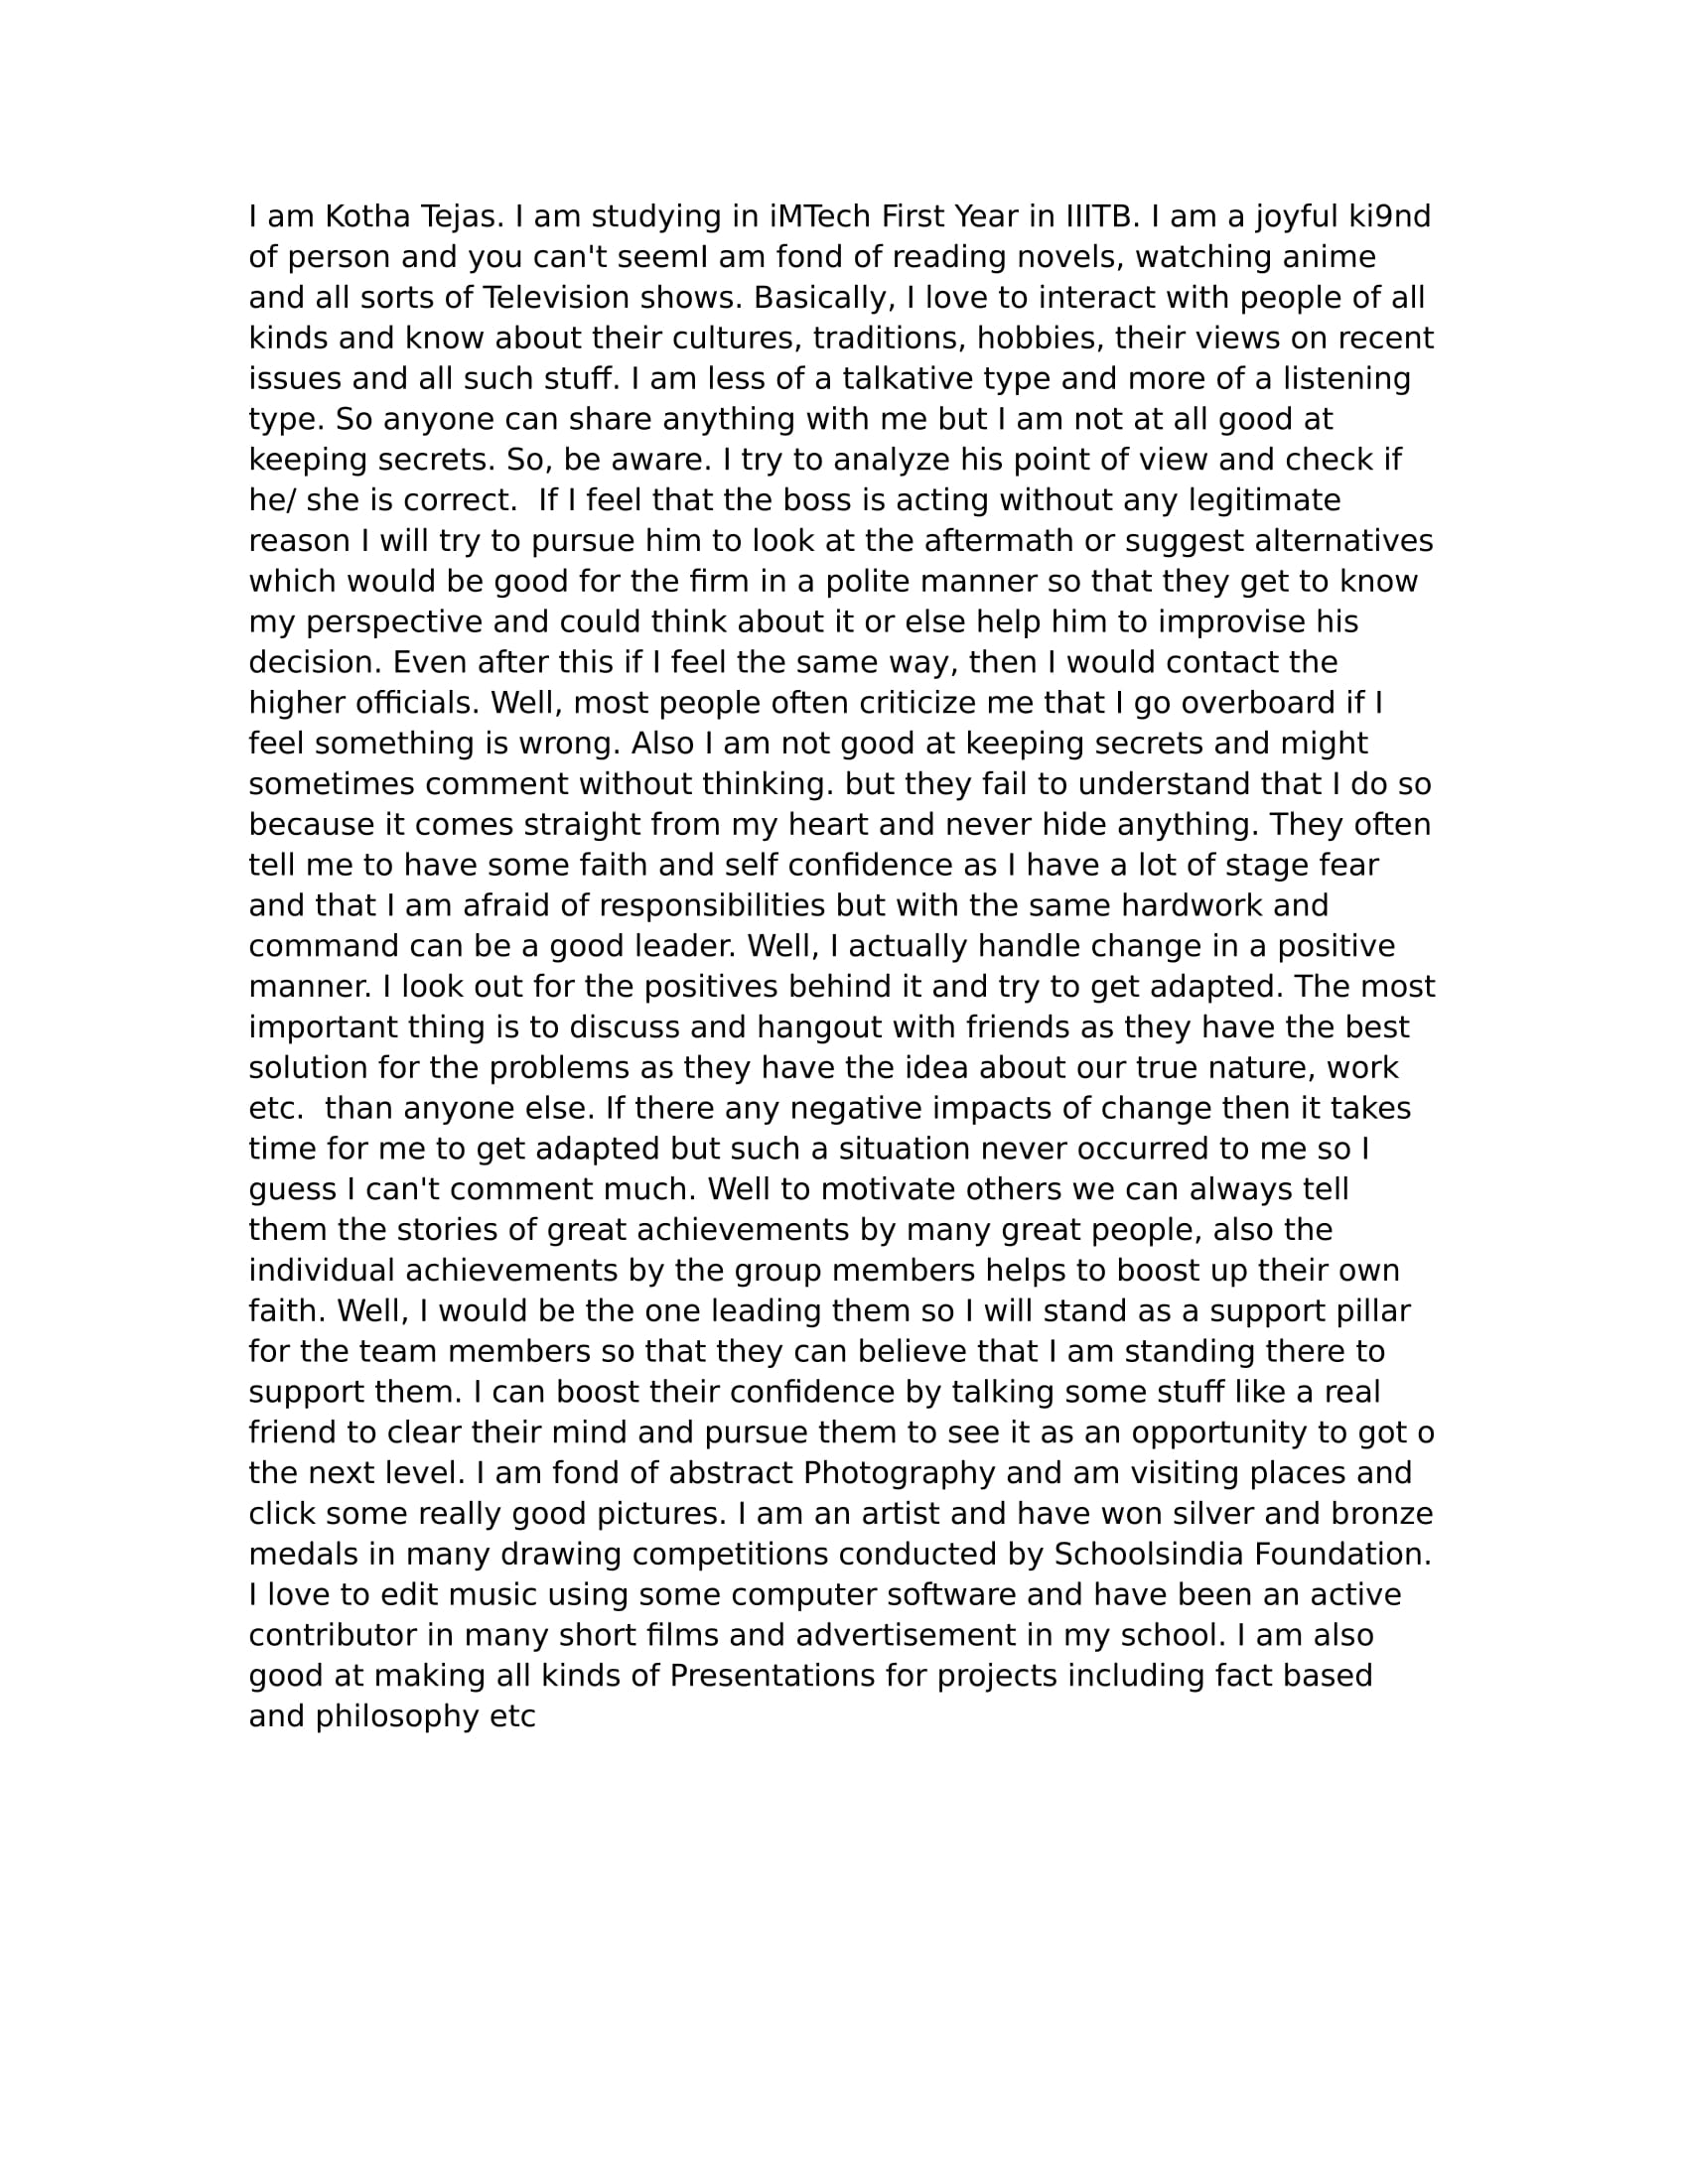 I am Kotha Tejas. I am studying in iMTech First Year in IIITB. I am a joyful ki9nd
of person and you can't seemI am fond of reading novels, watching anime
and all sorts of Television shows. Basically, I love to interact with people of all
kinds and know about their cultures, traditions, hobbies, their views on recent
issues and all such stuff. I am less of a talkative type and more of a listening
type. So anyone can share anything with me but I am not at all good at
keeping secrets. So, be aware. I try to analyze his point of view and check if
he/ she is correct.  If I feel that the boss is acting without any legitimate
reason I will try to pursue him to look at the aftermath or suggest alternatives
which would be good for the firm in a polite manner so that they get to know
my perspective and could think about it or else help him to improvise his
decision. Even after this if I feel the same way, then I would contact the
higher officials. Well, most people often criticize me that I go overboard if I
feel something is wrong. Also I am not good at keeping secrets and might
sometimes comment without thinking. but they fail to understand that I do so
because it comes straight from my heart and never hide anything. They often
tell me to have some faith and self confidence as I have a lot of stage fear
and that I am afraid of responsibilities but with the same hardwork and
command can be a good leader. Well, I actually handle change in a positive
manner. I look out for the positives behind it and try to get adapted. The most
important thing is to discuss and hangout with friends as they have the best
solution for the problems as they have the idea about our true nature, work
etc.  than anyone else. If there any negative impacts of change then it takes
time for me to get adapted but such a situation never occurred to me so I
guess I can't comment much. Well to motivate others we can always tell
them the stories of great achievements by many great people, also the
individual achievements by the group members helps to boost up their own
faith. Well, I would be the one leading them so I will stand as a support pillar
for the team members so that they can believe that I am standing there to
support them. I can boost their confidence by talking some stuff like a real
friend to clear their mind and pursue them to see it as an opportunity to got o
the next level. I am fond of abstract Photography and am visiting places and
click some really good pictures. I am an artist and have won silver and bronze
medals in many drawing competitions conducted by Schoolsindia Foundation.
I love to edit music using some computer software and have been an active
contributor in many short films and advertisement in my school. I am also
good at making all kinds of Presentations for projects including fact based
and philosophy etc